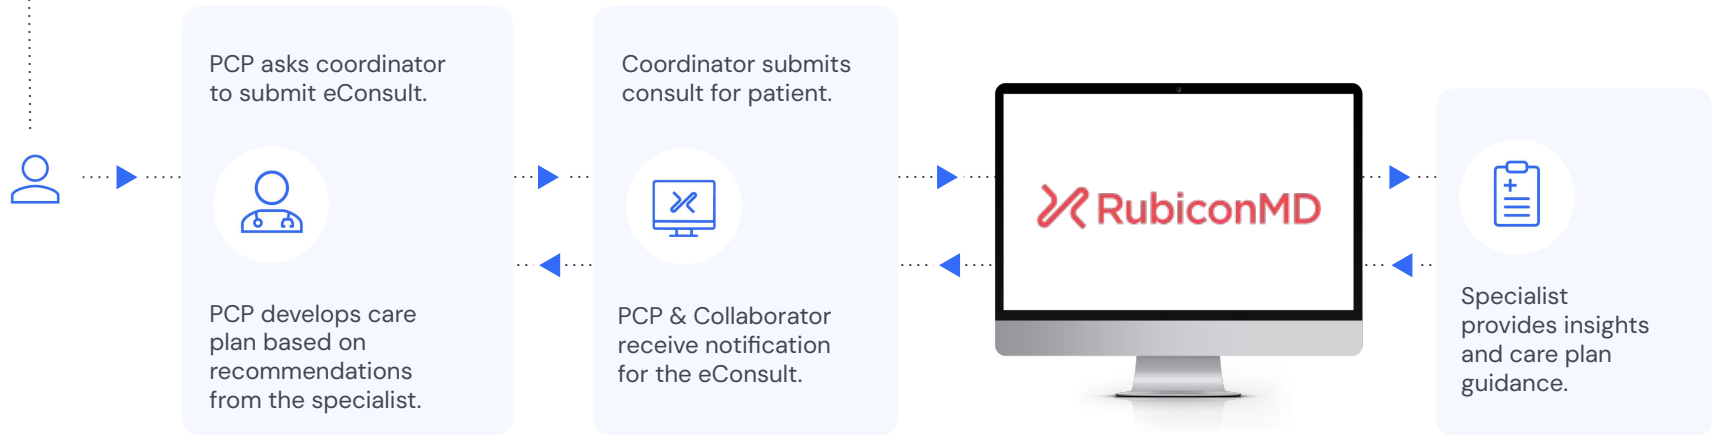 PCP asks coordinator
to submit eConsult.
PCP develops care
plan based on
recommendations
from the specialist.
Coordinator submits
consult for patient.
PCP & Collaborator
receive notification
for the eConsult.
RubiconMD
Specialist
provides insights
and care plan
guidance.